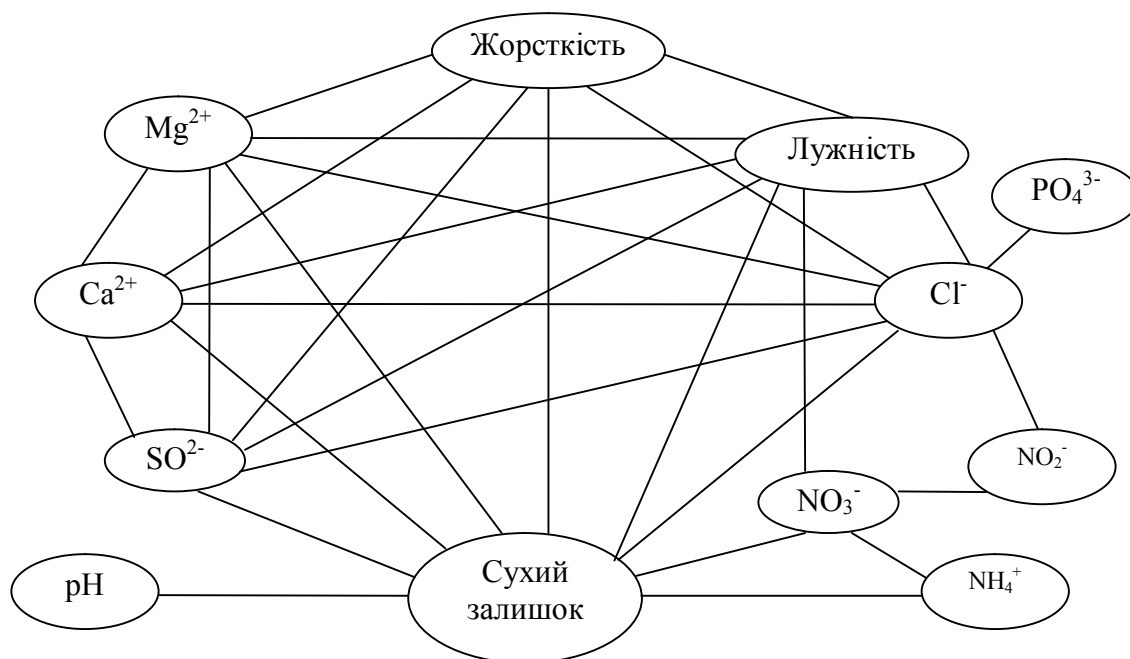 Жорсткість
Mg²⁺
Лужність
PO₄³⁻
Ca²⁺
Cl⁻
SO²⁻
NO₂⁻
NO₃⁻
pH
Сухий
залишок
NH₄⁺